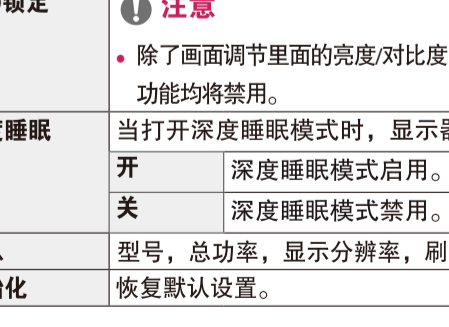 锁定
注意
• 除了画面调节里面的亮度/对比度
功能均将禁用。
睡眠
当打开深度睡眠模式时，显示
开
深度睡眠模式启用。
关
深度睡眠模式禁用。
型号，总功率，显示分辨率，刷
化
恢复默认设置。